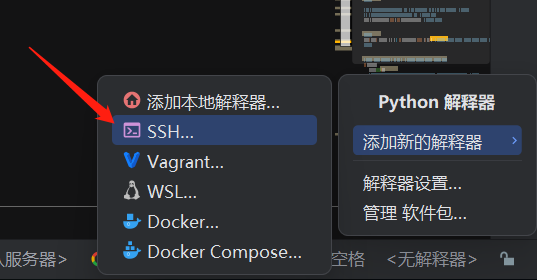 Python 解释器
添加新的解释器
解释器设置...
管理 软件包...
添加本地解释器...
SSH...
Vagrant...
WSL...
Docker...
Docker Compose...
服务器>
空格
<无解释器>